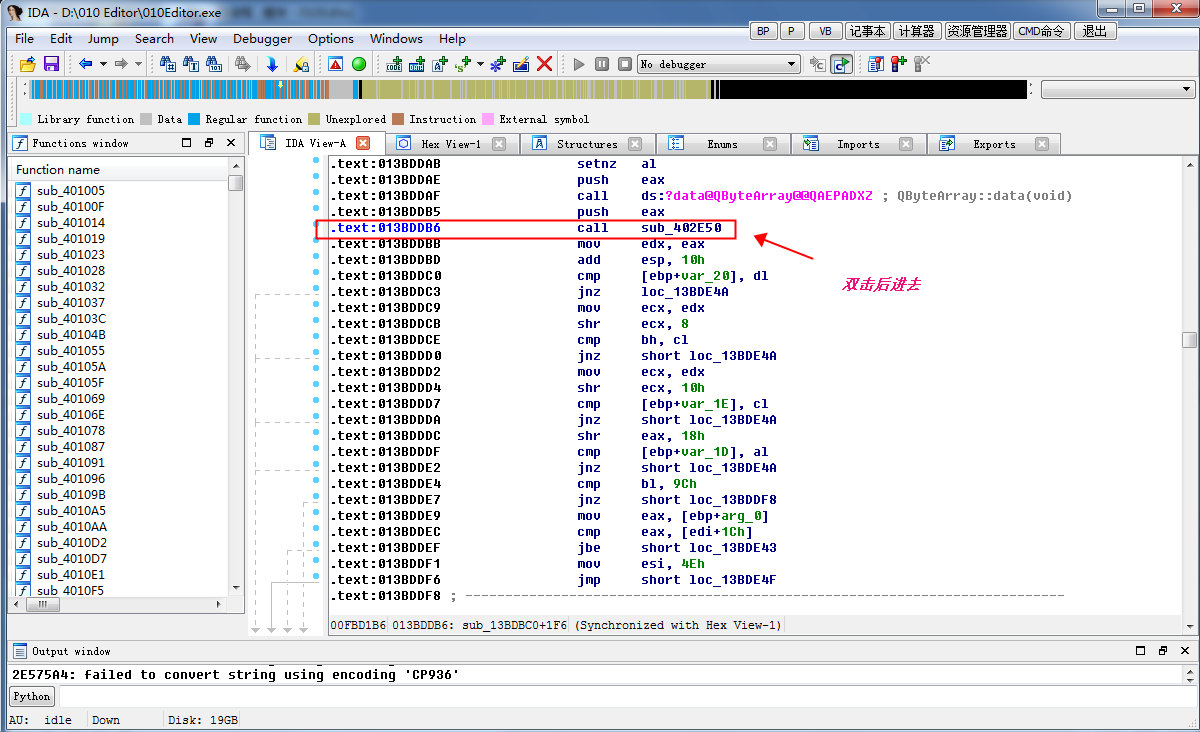 IDA - D:\010 Editor\010Editor.exe
File Edit Jump Search View Debugger Options Windows Help
BP P VB 记事本 计算器 资源管理器 CMD命令 退出
No debugger
Library function Data Regular function Unexplored Instruction External symbol
Functions window
IDA View-A Hex View-1 Structures Enums Imports Exports
Function name
sub_401005
sub_40100F
sub_401014
sub_401019
sub_401023
sub_401028
sub_401032
sub_401037
sub_40103C
sub_40104B
sub_401055
sub_40105A
sub_40105F
sub_401069
sub_40106E
sub_401078
sub_401087
sub_401091
sub_401096
sub_40109B
sub_4010A5
sub_4010AA
sub_4010D2
sub_4010D7
sub_4010E1
sub_4010F5
.text:013BDDAB setnz al
.text:013BDDAE push eax
.text:013BDDAF call ds:?data@QByteArray@@QAEPADXZ ; QByteArray::data(void)
.text:013BDDB5 push eax
.text:013BDDB6 call sub_402E50
.text:013BDDBB mov edx, eax
.text:013BDDBD add esp, 10h
.text:013BDDC0 cmp [ebp+var_20], dl
.text:013BDDC3 jnz loc_13BDE4A
.text:013BDDC9 mov ecx, edx
.text:013BDDCB shr ecx, 8
.text:013BDDCE cmp bh, cl
.text:013BDDD0 jnz short loc_13BDE4A
.text:013BDDD2 mov ecx, edx
.text:013BDDD4 shr ecx, 10h
.text:013BDDD7 cmp [ebp+var_1E], cl
.text:013BDDDA jnz short loc_13BDE4A
.text:013BDDDC shr eax, 18h
.text:013BDDDF cmp [ebp+var_1D], al
.text:013BDDE2 jnz short loc_13BDE4A
.text:013BDDE4 cmp bl, 9Ch
.text:013BDDE7 jnz short loc_13BDDF8
.text:013BDDE9 mov eax, [ebp+arg_0]
.text:013BDDEC cmp eax, [edi+1Ch]
.text:013BDDEF jbe short loc_13BDE43
.text:013BDDF1 mov esi, 4Eh
.text:013BDDF6 jmp short loc_13BDE4F
.text:013BDDF8 ; ---------------------------------------------------------------------------
双击后进去
00FBD1B6 013BDDB6: sub_13BDBC0+1F6 (Synchronized with Hex View-1)
Output window
2E575A4: failed to convert string using encoding 'CP936'
Python
AU: idle Down Disk: 19GB